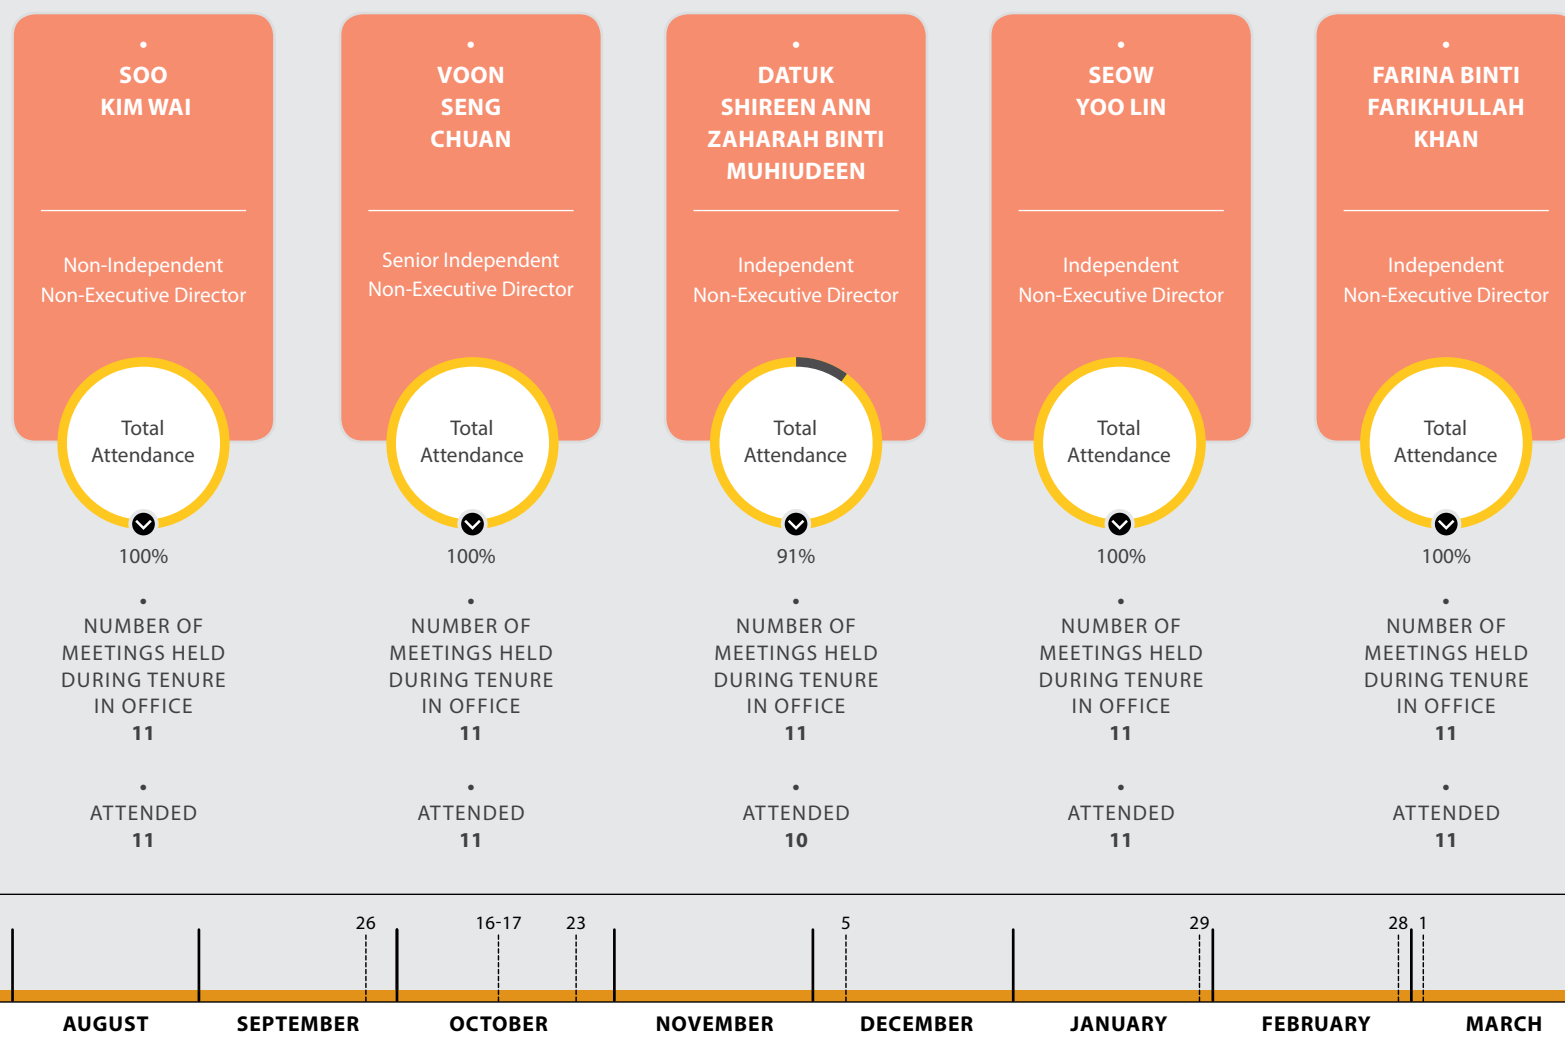 SOO
KIM WAI
Non-Independent
Non-Executive Director
Total
Attendance
100%
NUMBER OF
MEETINGS HELD
DURING TENURE
IN OFFICE
11
ATTENDED
11
VOON
SENG
CHUAN
Senior Independent
Non-Executive Director
Total
Attendance
100%
NUMBER OF
MEETINGS HELD
DURING TENURE
IN OFFICE
11
ATTENDED
11
DATUK
SHIREEN ANN
ZAHARAH BINTI
MUHIUDEEN
Independent
Non-Executive Director
Total
Attendance
91%
NUMBER OF
MEETINGS HELD
DURING TENURE
IN OFFICE
11
ATTENDED
10
SEOW
YOO LIN
Independent
Non-Executive Director
Total
Attendance
100%
NUMBER OF
MEETINGS HELD
DURING TENURE
IN OFFICE
11
ATTENDED
11
FARINA BINTI
FARIKHULLAH
KHAN
Independent
Non-Executive Director
Total
Attendance
100%
NUMBER OF
MEETINGS HELD
DURING TENURE
IN OFFICE
11
ATTENDED
11
26 16-17 23 5 29 28 1
AUGUST SEPTEMBER OCTOBER NOVEMBER DECEMBER JANUARY FEBRUARY MARCH